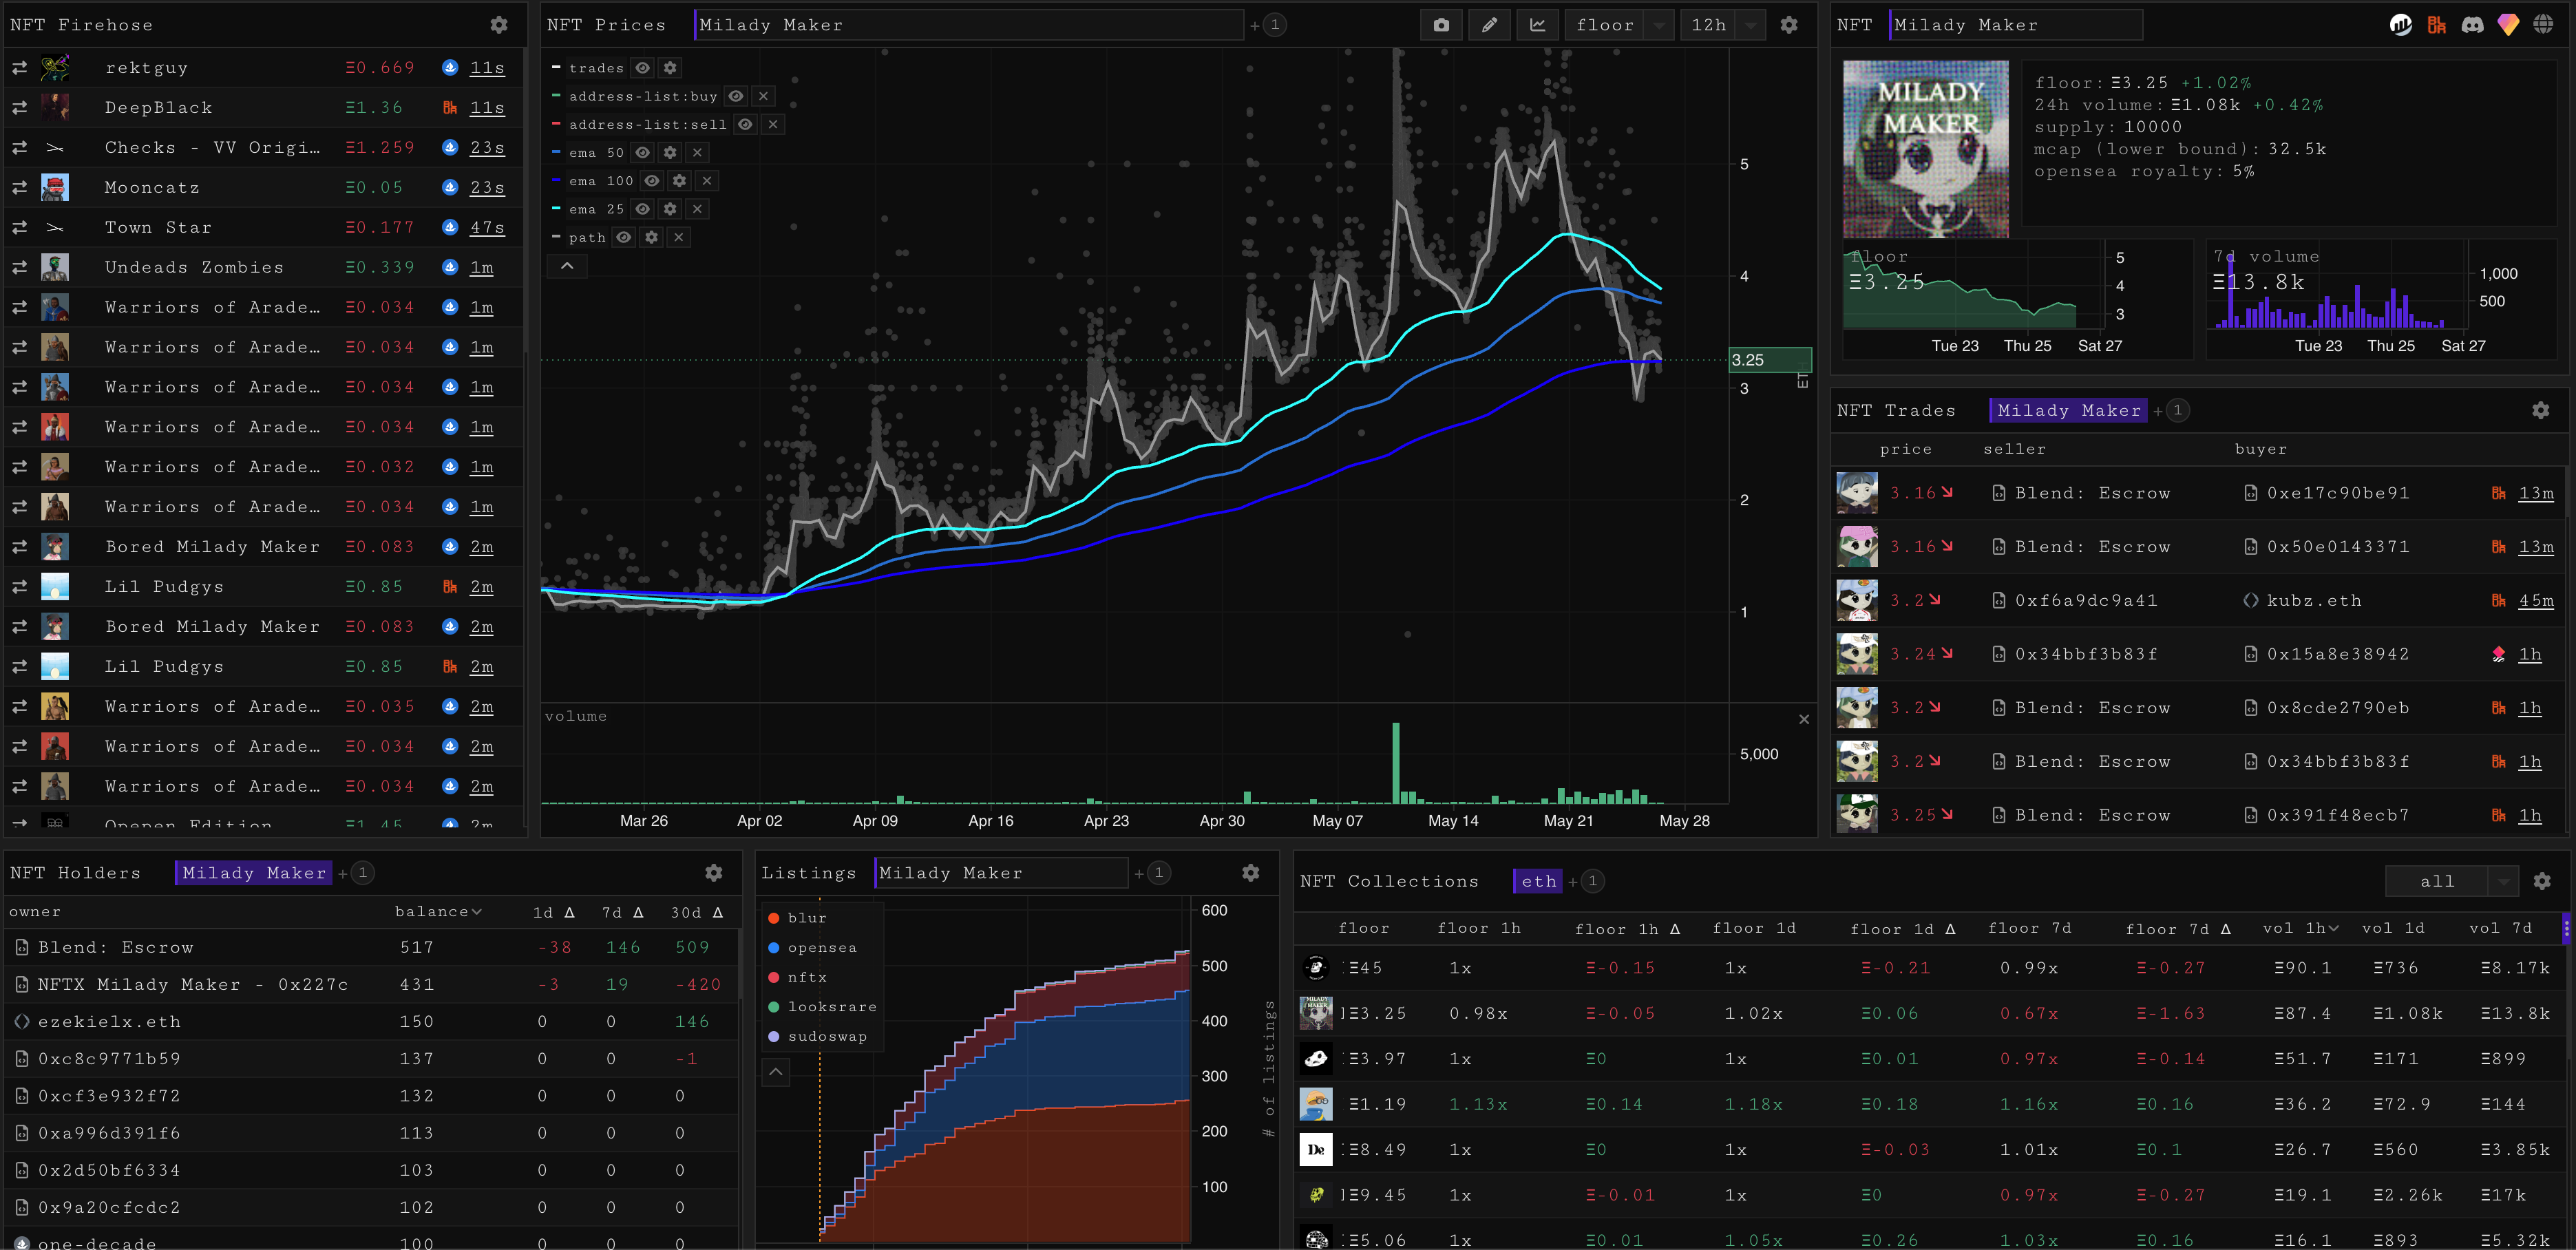 NFT Firehose
rektguy Ξ0.669 11s
DeepBlack Ξ1.36 11s
Checks - VV Origi… Ξ1.259 23s
Mooncatz Ξ0.05 23s
Town Star Ξ0.177 47s
Undeads Zombies Ξ0.339 1m
Warriors of Arade… Ξ0.034 1m
Warriors of Arade… Ξ0.034 1m
Warriors of Arade… Ξ0.034 1m
Warriors of Arade… Ξ0.034 1m
Warriors of Arade… Ξ0.032 1m
Warriors of Arade… Ξ0.034 1m
Bored Milady Maker Ξ0.083 2m
Lil Pudgys Ξ0.85 2m
Bored Milady Maker Ξ0.083 2m
Lil Pudgys Ξ0.85 2m
Warriors of Arade… Ξ0.035 2m
Warriors of Arade… Ξ0.034 2m
Warriors of Arade… Ξ0.034 2m
Opepen Edition Ξ1.45 2m
NFT Prices Milady Maker +1 floor 12h
trades
address-list:buy
address-list:sell
ema 50
ema 100
ema 25
path
5
4
3.25
3
2
1
ETH
volume
5,000
Mar 26 Apr 02 Apr 09 Apr 16 Apr 23 Apr 30 May 07 May 14 May 21 May 28
NFT Milady Maker
MILADY
MAKER
floor: Ξ3.25 +1.02%
24h volume: Ξ1.08k +0.42%
supply: 10000
mcap (lower bound): 32.5k
opensea royalty: 5%
floor
Ξ3.25
5
4
3
Tue 23 Thu 25 Sat 27
7d volume
Ξ13.8k
1,000
500
Tue 23 Thu 25 Sat 27
NFT Trades Milady Maker +1
price seller buyer
3.16 Blend: Escrow 0xe17c90be91 13m
3.16 Blend: Escrow 0x50e0143371 13m
3.2 0xf6a9dc9a41 kubz.eth 45m
3.24 0x34bbf3b83f 0x15a8e38942 1h
3.2 Blend: Escrow 0x8cde2790eb 1h
3.2 Blend: Escrow 0x34bbf3b83f 1h
3.25 Blend: Escrow 0x391f48ecb7 1h
NFT Holders Milady Maker +1
owner balance 1d Δ 7d Δ 30d Δ
Blend: Escrow 517 -38 146 509
NFTX Milady Maker - 0x227c 431 -3 19 -420
ezekielx.eth 150 0 0 146
0xc8c9771b59 137 0 0 -1
0xcf3e932f72 132 0 0 0
0xa996d391f6 113 0 0 0
0x2d50bf6334 103 0 0 0
0x9a20cfcdc2 102 0 0 0
one-decade 100 0 0 0
Listings Milady Maker +1
blur
opensea
nftx
looksrare
sudoswap
600
500
400
300
200
100
# of listings
NFT Collections eth +1 all
floor floor 1h floor 1h Δ floor 1d floor 1d Δ floor 7d floor 7d Δ vol 1h vol 1d vol 7d
Ξ45 1x Ξ-0.15 1x Ξ-0.21 0.99x Ξ-0.27 Ξ90.1 Ξ736 Ξ8.17k
Ξ3.25 0.98x Ξ-0.05 1.02x Ξ0.06 0.67x Ξ-1.63 Ξ87.4 Ξ1.08k Ξ13.8k
Ξ3.97 1x Ξ0 1x Ξ0.01 0.97x Ξ-0.14 Ξ51.7 Ξ171 Ξ899
Ξ1.19 1.13x Ξ0.14 1.18x Ξ0.18 1.16x Ξ0.16 Ξ36.2 Ξ72.9 Ξ144
De Ξ8.49 1x Ξ0 1x Ξ-0.03 1.01x Ξ0.1 Ξ26.7 Ξ560 Ξ3.85k
Ξ9.45 1x Ξ-0.01 1x Ξ0 0.97x Ξ-0.27 Ξ19.1 Ξ2.26k Ξ17k
Ξ5.06 1x Ξ0.01 1.05x Ξ0.26 1.03x Ξ0.16 Ξ16.1 Ξ893 Ξ5.32k